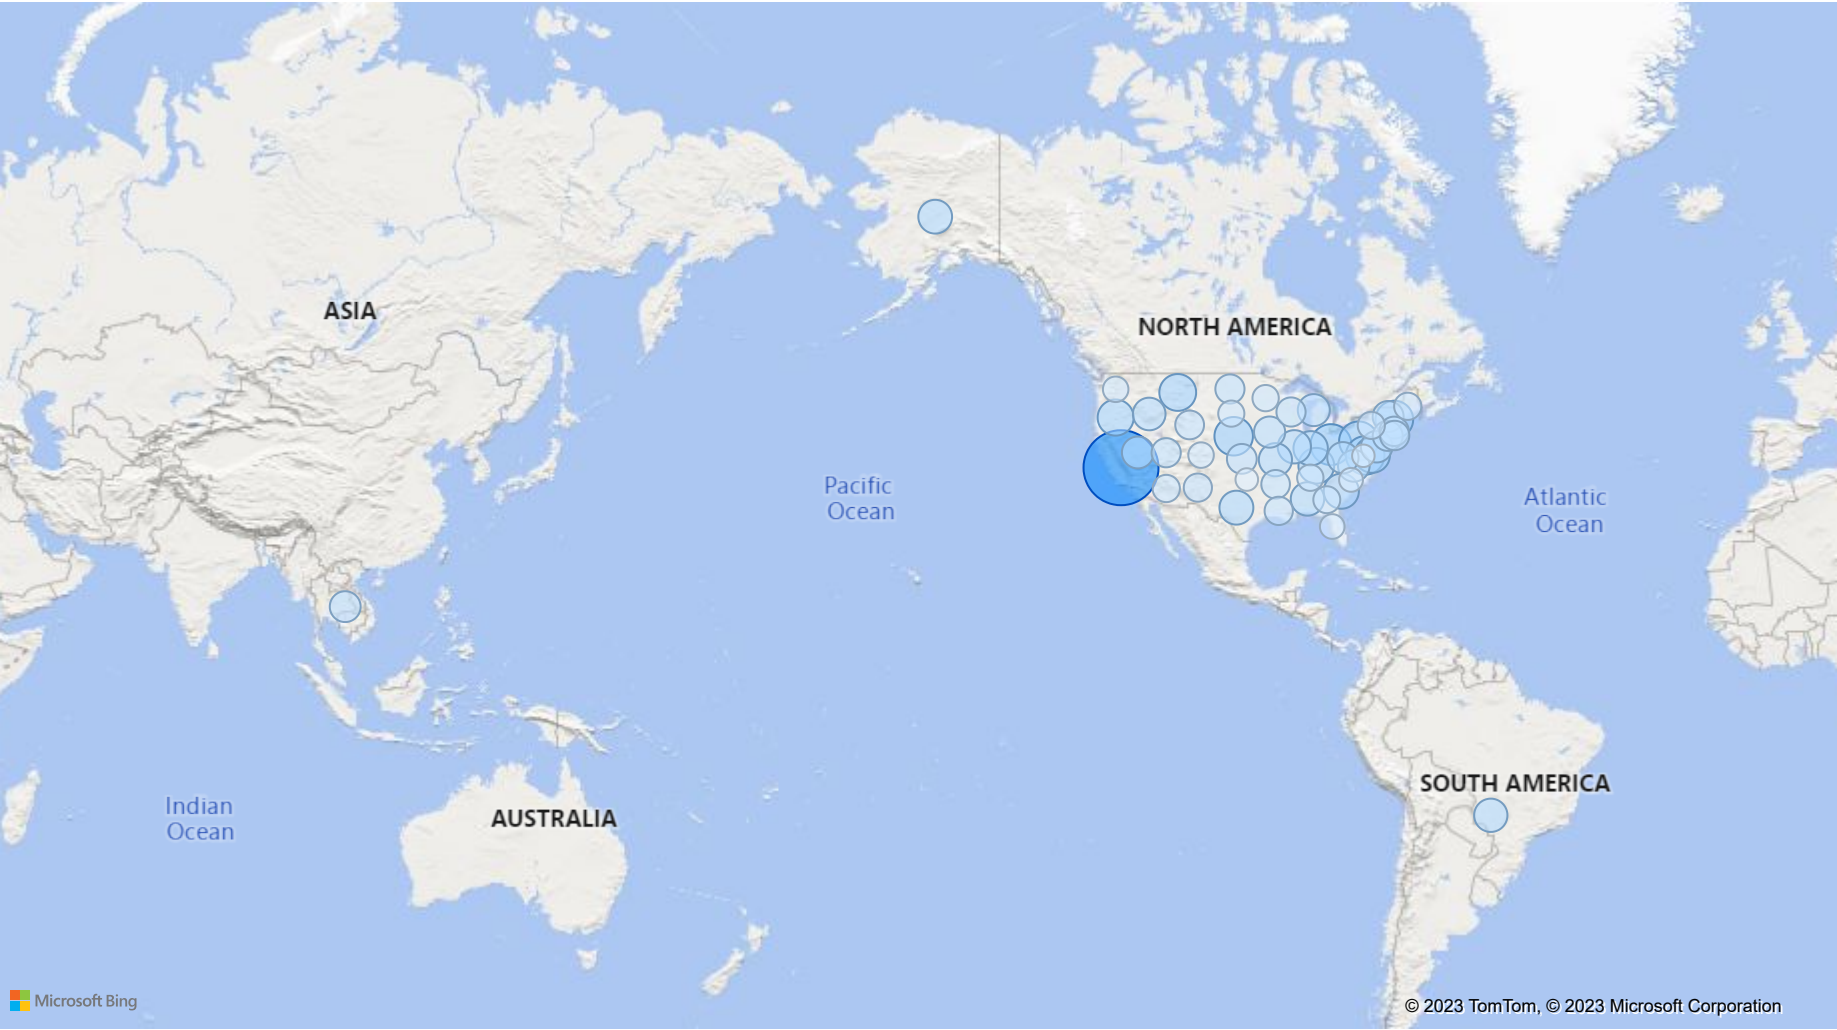 ASIA
NORTH AMERICA
Pacific
Ocean
Atlantic
Ocean
Indian
Ocean
AUSTRALIA
SOUTH AMERICA
Microsoft Bing
© 2023 TomTom, © 2023 Microsoft Corporation